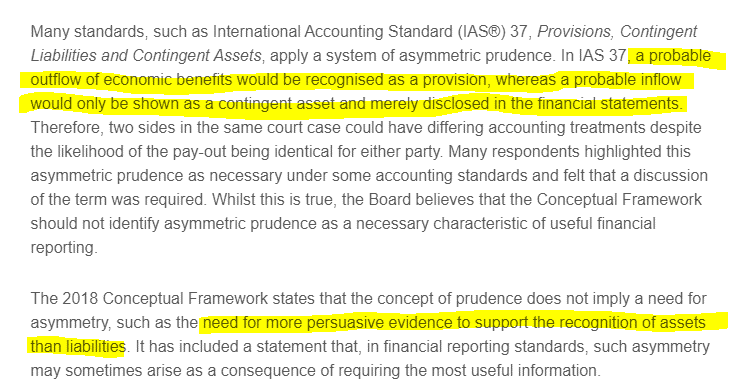 Many standards, such as International Accounting Standard (IAS®) 37, Provisions, Contingent
Liabilities and Contingent Assets, apply a system of asymmetric prudence. In IAS 37, a probable
outflow of economic benefits would be recognised as a provision, whereas a probable inflow
would only be shown as a contingent asset and merely disclosed in the financial statements.
Therefore, two sides in the same court case could have differing accounting treatments despite
the likelihood of the pay-out being identical for either party. Many respondents highlighted this
asymmetric prudence as necessary under some accounting standards and felt that a discussion
of the term was required. Whilst this is true, the Board believes that the Conceptual Framework
should not identify asymmetric prudence as a necessary characteristic of useful financial
reporting.
The 2018 Conceptual Framework states that the concept of prudence does not imply a need for
asymmetry, such as the need for more persuasive evidence to support the recognition of assets
than liabilities. It has included a statement that, in financial reporting standards, such asymmetry
may sometimes arise as a consequence of requiring the most useful information.